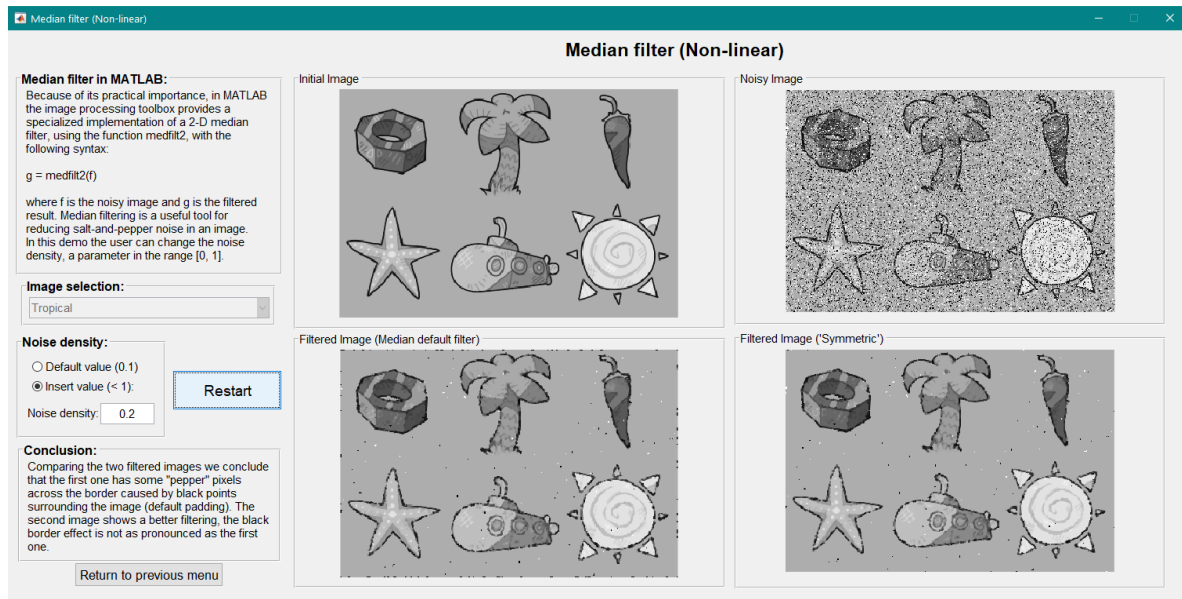 Median filter (Non-linear)
Median filter (Non-linear)
Median filter in MATLAB:
Because of its practical importance, in MATLAB
the image processing toolbox provides a
specialized implementation of a 2-D median
filter, using the function medfilt2, with the
following syntax:
g = medfilt2(f)
where f is the noisy image and g is the filtered
result. Median filtering is a useful tool for
reducing salt-and-pepper noise in an image.
In this demo the user can change the noise
density, a parameter in the range [0, 1].
Image selection:
Tropical
Noise density:
Default value (0.1)
Insert value (< 1):
Noise density: 0.2
Restart
Conclusion:
Comparing the two filtered images we conclude
that the first one has some "pepper" pixels
across the border caused by black points
surrounding the image (default padding). The
second image shows a better filtering, the black
border effect is not as pronounced as the first
one.
Return to previous menu
Initial Image
Noisy Image
Filtered Image (Median default filter)
Filtered Image ('Symmetric')